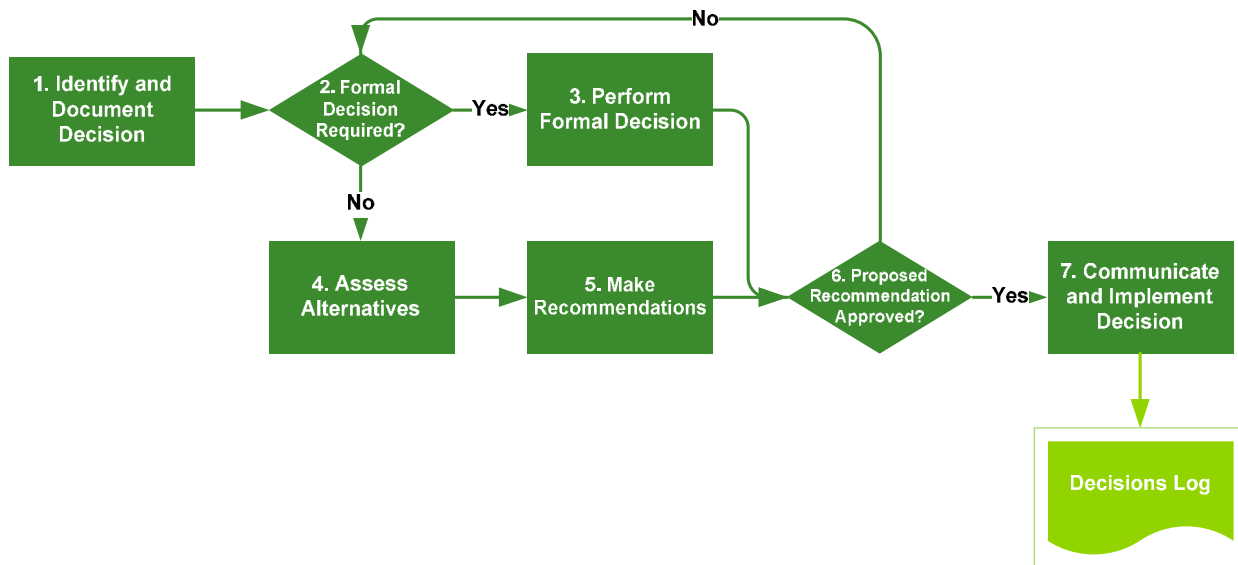 No
1. Identify and
Document
Decision
2. Formal
Decision
Required?
Yes
3. Perform
Formal Decision
No
4. Assess
Alternatives
5. Make
Recommendations
6. Proposed
Recommendation
Approved?
Yes
7. Communicate
and Implement
Decision
Decisions Log